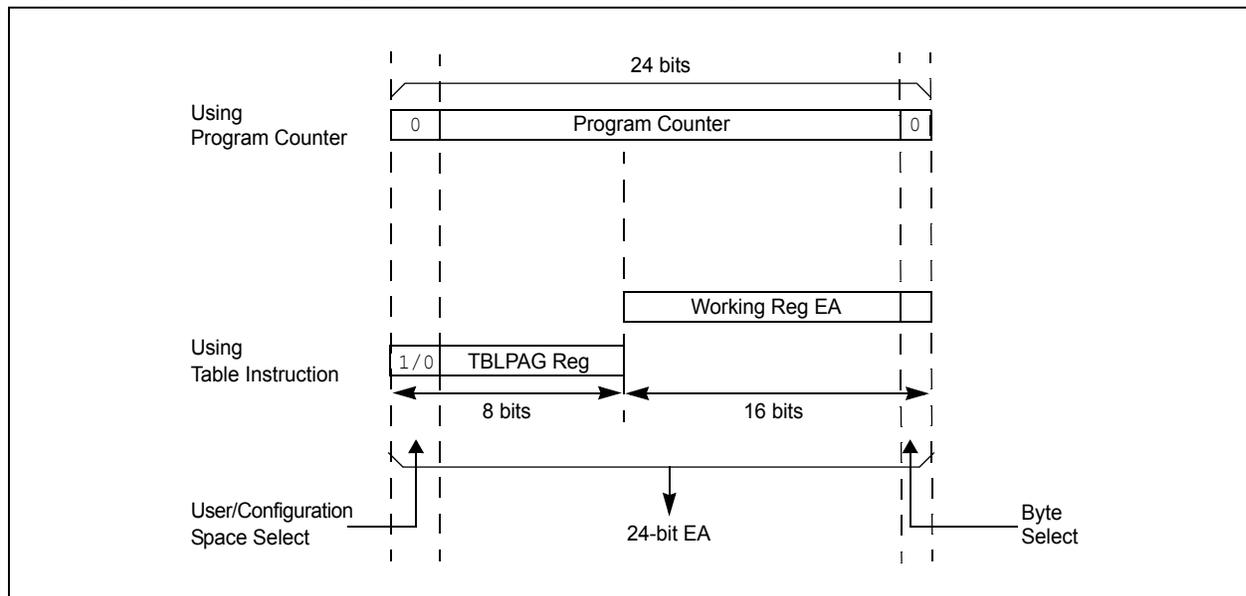 24 bits
Using
Program Counter
0
Program Counter
0
Working Reg EA
Using
Table Instruction
1/0
TBLPAG Reg
8 bits
16 bits
User/Configuration
Space Select
24-bit EA
Byte
Select